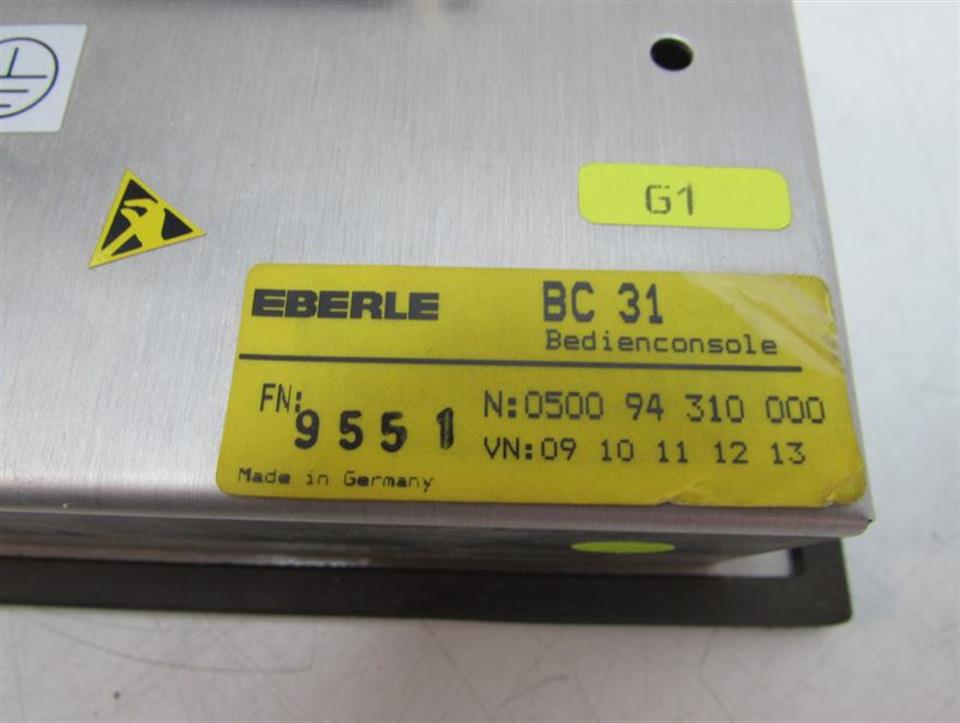 G1
EBERLE BC 31
Bedienconsole
FN: 9551 N:0500 94 310 000
VN:09 10 11 12 13
Made in Germany